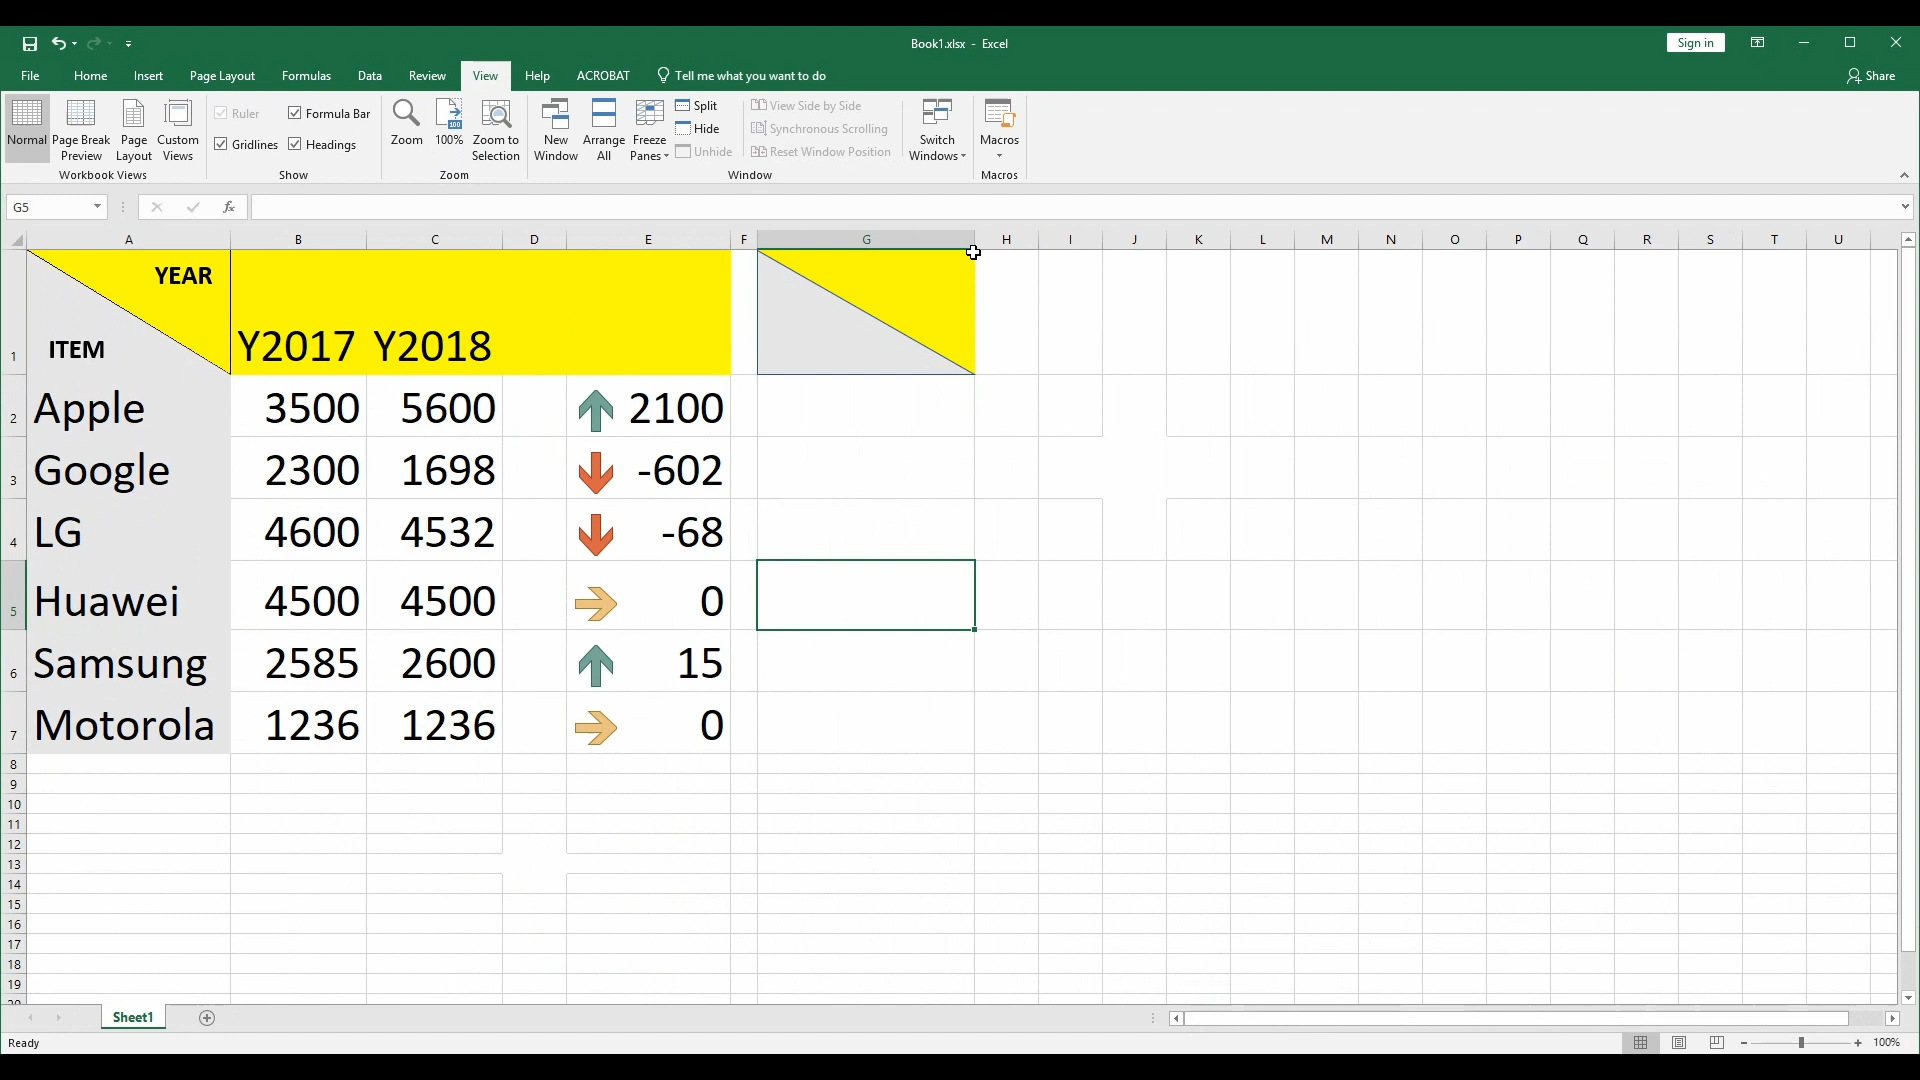 Book1.xlsx - Excel
Sign in
File Home Insert Page Layout Formulas Data Review View Help ACROBAT Tell me what you want to do Share
Normal
Page Break Preview
Page Layout
Custom Views
Workbook Views
Ruler
Formula Bar
Gridlines
Headings
Show
Zoom
100
100%
Zoom to Selection
Zoom
New Window
Arrange All
Freeze Panes
Split
Hide
Unhide
View Side by Side
Synchronous Scrolling
Reset Window Position
Switch Windows
Window
Macros
Macros
G5 fx
A B C D E F G H I J K L M N O P Q R S T U
YEAR
ITEM
1 Y2017 Y2018
2 Apple 3500 5600 2100
3 Google 2300 1698 -602
4 LG 4600 4532 -68
5 Huawei 4500 4500 0
6 Samsung 2585 2600 15
7 Motorola 1236 1236 0
8
9
10
11
12
13
14
15
16
17
18
19
Sheet1
Ready
100%